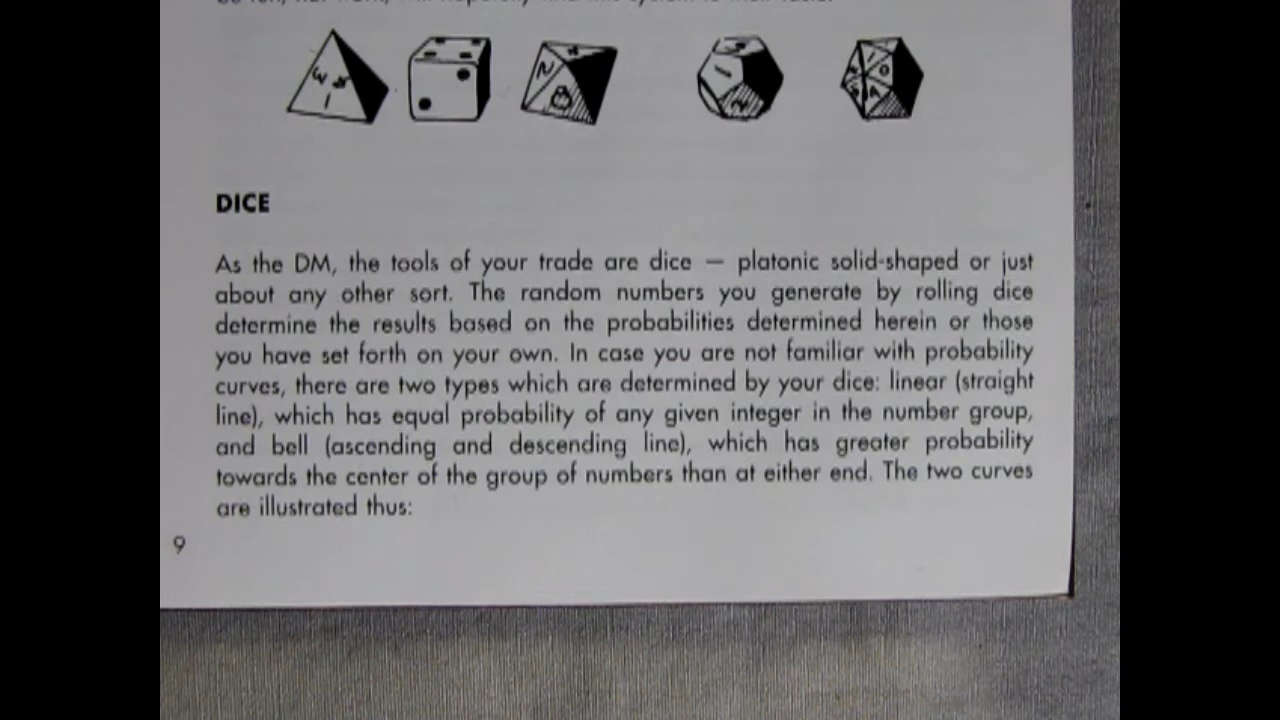 DICE
As the DM, the tools of your trade are dice — platonic solid-shaped or just
about any other sort. The random numbers you generate by rolling dice
determine the results based on the probabilities determined herein or those
you have set forth on your own. In case you are not familiar with probability
curves, there are two types which are determined by your dice: linear (straight
line), which has equal probability of any given integer in the number group,
and bell (ascending and descending line), which has greater probability
towards the center of the group of numbers than at either end. The two curves
are illustrated thus:
9